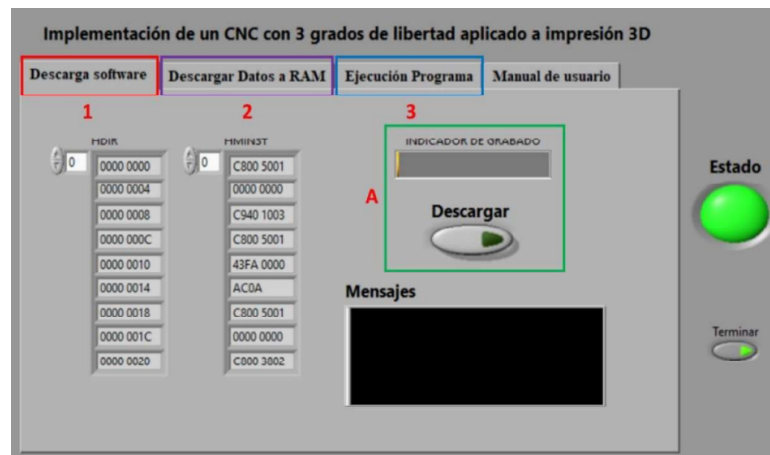 Implementación de un CNC con 3 grados de libertad aplicado a impresión 3D
Descarga software Descargar Datos a RAM Ejecución Programa Manual de usuario
1 2 3
HDIR HMINST INDICADOR DE GRABADO
0 0000 0000 0 C800 5001
0000 0004 0000 0000
0000 0008 C940 1003
0000 000C C800 5001
0000 0010 43FA 0000
0000 0014 AC0A
0000 0018 C800 5001
0000 001C 0000 0000
0000 0020 C000 3802
A
Descargar
Mensajes
Estado
Terminar